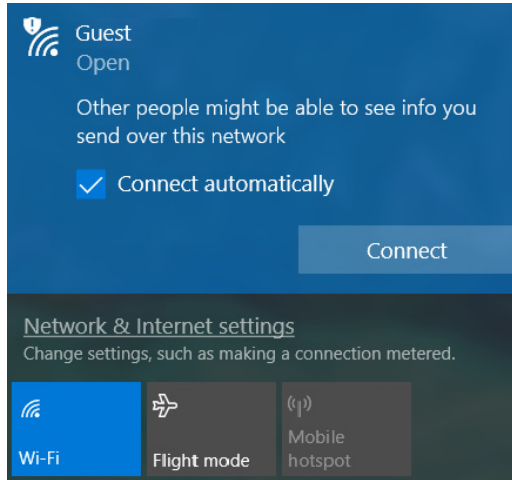 Guest
Open
Other people might be able to see info you
send over this network
Connect automatically
Connect
Network & Internet settings
Change settings, such as making a connection metered.
Wi-Fi
Flight mode
Mobile
hotspot